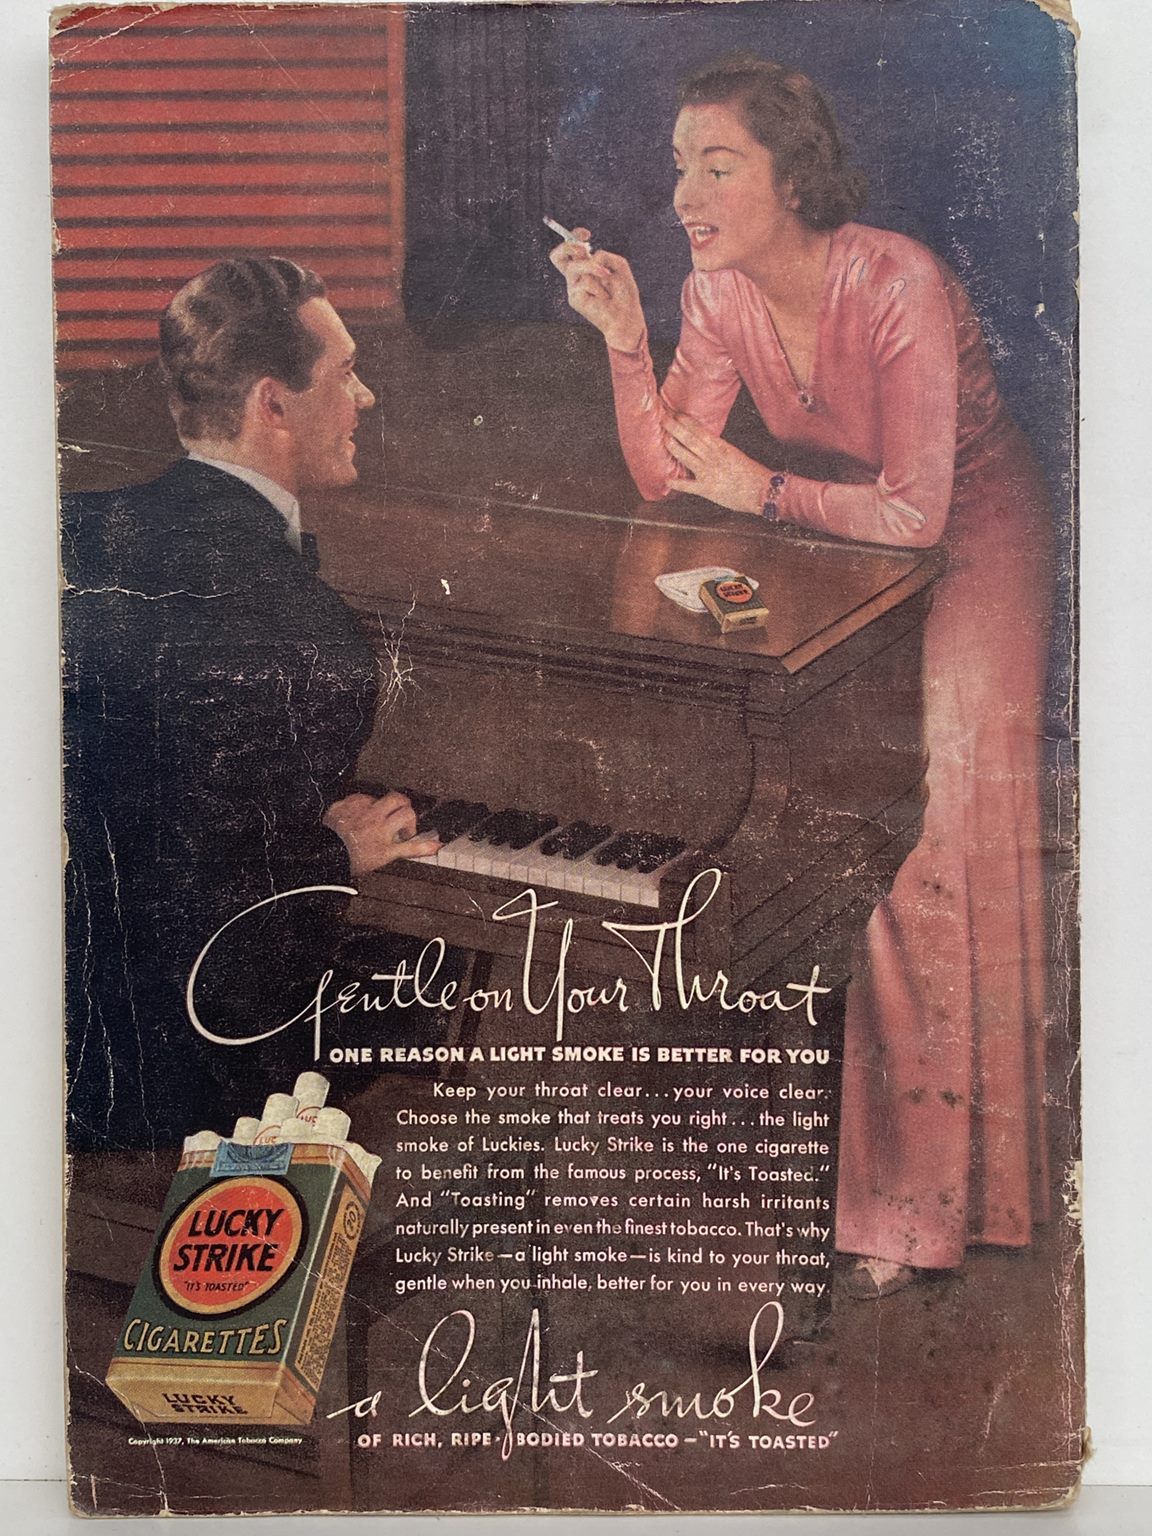 LUCKY
STRIKE
Gentle on Your Throat
ONE REASON A LIGHT SMOKE IS BETTER FOR YOU
Keep your throat clear...your voice clear.
Choose the smoke that treats you right...the light
smoke of Luckies. Lucky Strike is the one cigarette
to benefit from the famous process, "It's Toasted."
And "Toasting" removes certain harsh irritants
naturally present in even the finest tobacco. That's why
Lucky Strike—a light smoke—is kind to your throat,
gentle when you inhale, better for you in every way.
LUCKY
STRIKE
"IT'S TOASTED"
CIGARETTES
LUCKY
STRIKE
a light smoke
OF RICH, RIPE-BODIED TOBACCO—"IT'S TOASTED"
Copyright 1937, The American Tobacco Company